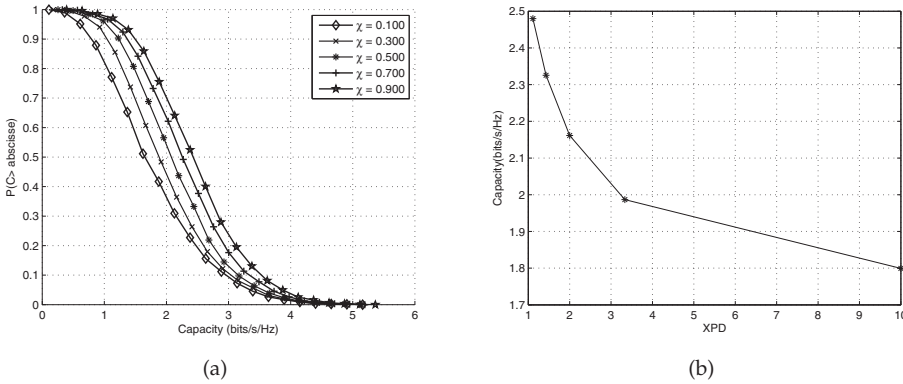 1
0.9
0.8
0.7
0.6
0.5
0.4
0.3
0.2
0.1
0
P(C> abscisse)
0 1 2 3 4 5 6
Capacity (bits/s/Hz)
χ = 0.100
χ = 0.300
χ = 0.500
χ = 0.700
χ = 0.900
(a)
2.5
2.4
2.3
2.2
2.1
2
1.9
1.8
1.7
Capacity(bits/s/Hz)
1 2 3 4 5 6 7 8 9 10
XPD
(b)